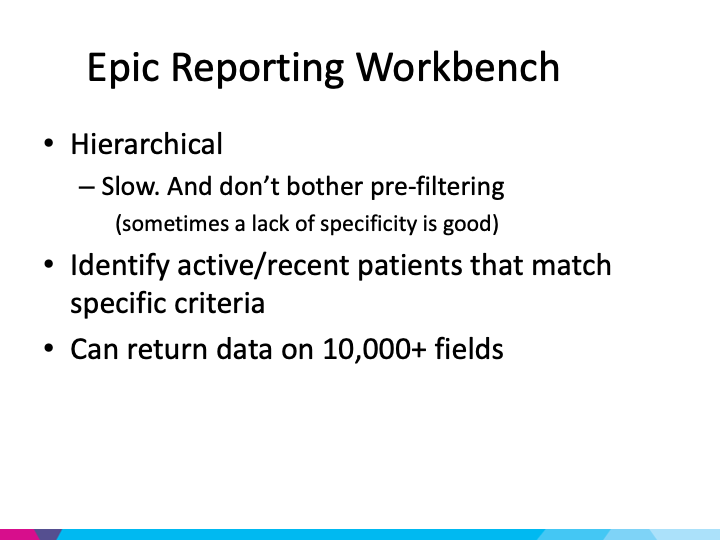 Epic Reporting Workbench
• Hierarchical
– Slow. And don’t bother pre-filtering
(sometimes a lack of specificity is good)
• Identify active/recent patients that match
specific criteria
• Can return data on 10,000+ fields